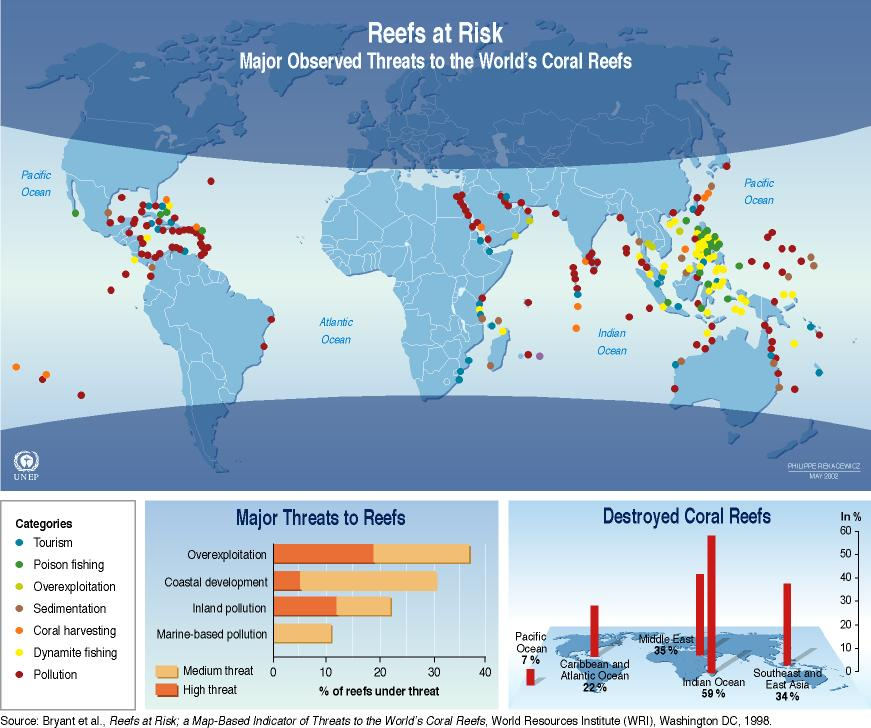 Reefs at Risk
Major Observed Threats to the World's Coral Reefs
Pacific
Ocean
Pacific
Ocean
Atlantic
Ocean
Indian
Ocean
UNEP
PHILIPPE REKACEWICZ
MAY 2002
Categories
Tourism
Poison fishing
Overexploitation
Sedimentation
Coral harvesting
Dynamite fishing
Pollution
Major Threats to Reefs
Overexploitation
Coastal development
Inland pollution
Marine-based pollution
0 10 20 30 40
Medium threat
High threat
% of reefs under threat
Destroyed Coral Reefs
In %
60
50
40
30
20
10
0
Pacific
Ocean
7 %
Caribbean and
Atlantic Ocean
22 %
Middle East
35 %
Indian Ocean
59 %
Southeast and
East Asia
34 %
Source: Bryant et al., Reefs at Risk; a Map-Based Indicator of Threats to the World's Coral Reefs, World Resources Institute (WRI), Washington DC, 1998.